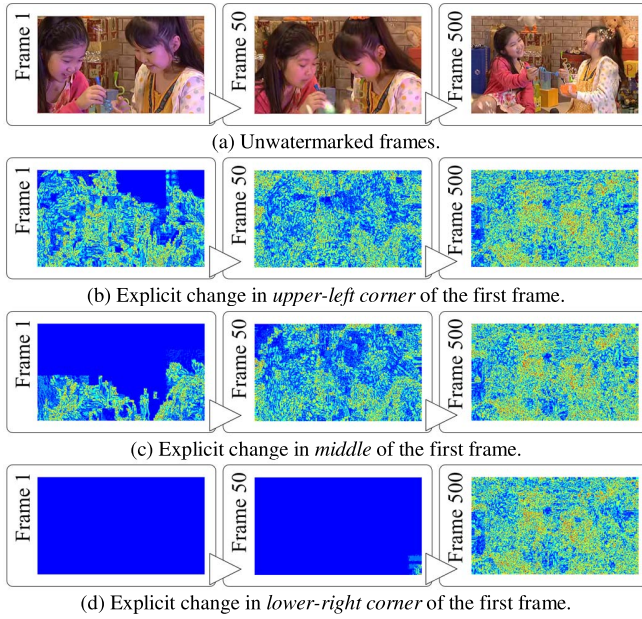 Frame 1
Frame 50
Frame 500
(a) Unwatermarked frames.
Frame 1
Frame 50
Frame 500
(b) Explicit change in upper-left corner of the first frame.
Frame 1
Frame 50
Frame 500
(c) Explicit change in middle of the first frame.
Frame 1
Frame 50
Frame 500
(d) Explicit change in lower-right corner of the first frame.